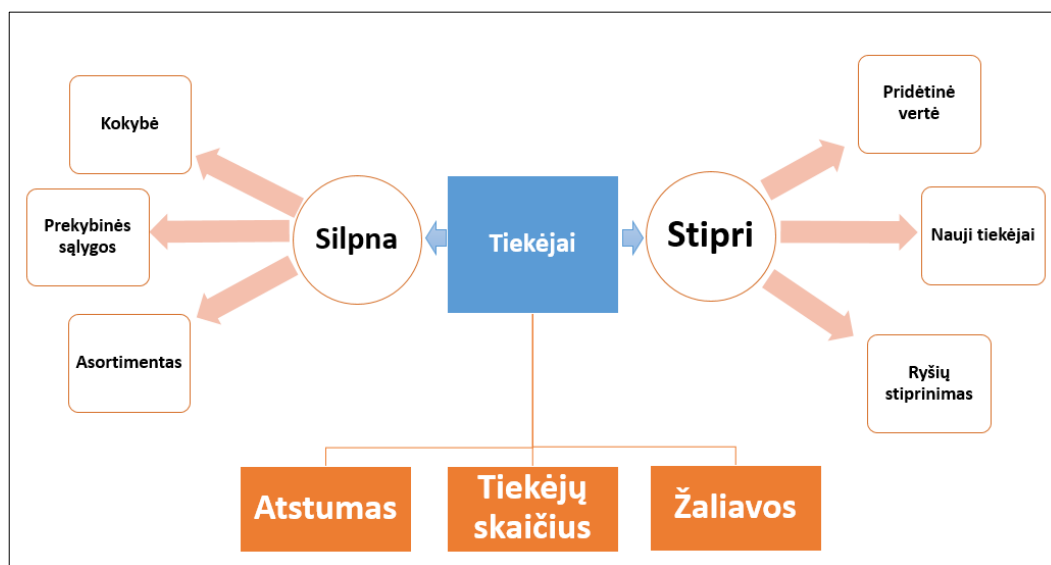 Kokybė
Prekybinės
sąlygos
Asortimentas
Silpna
Tiekėjai
Stipri
Pridėtinė
vertė
Nauji tiekėjai
Ryšių
stiprinimas
Atstumas
Tiekėjų
skaičius
Žaliavos